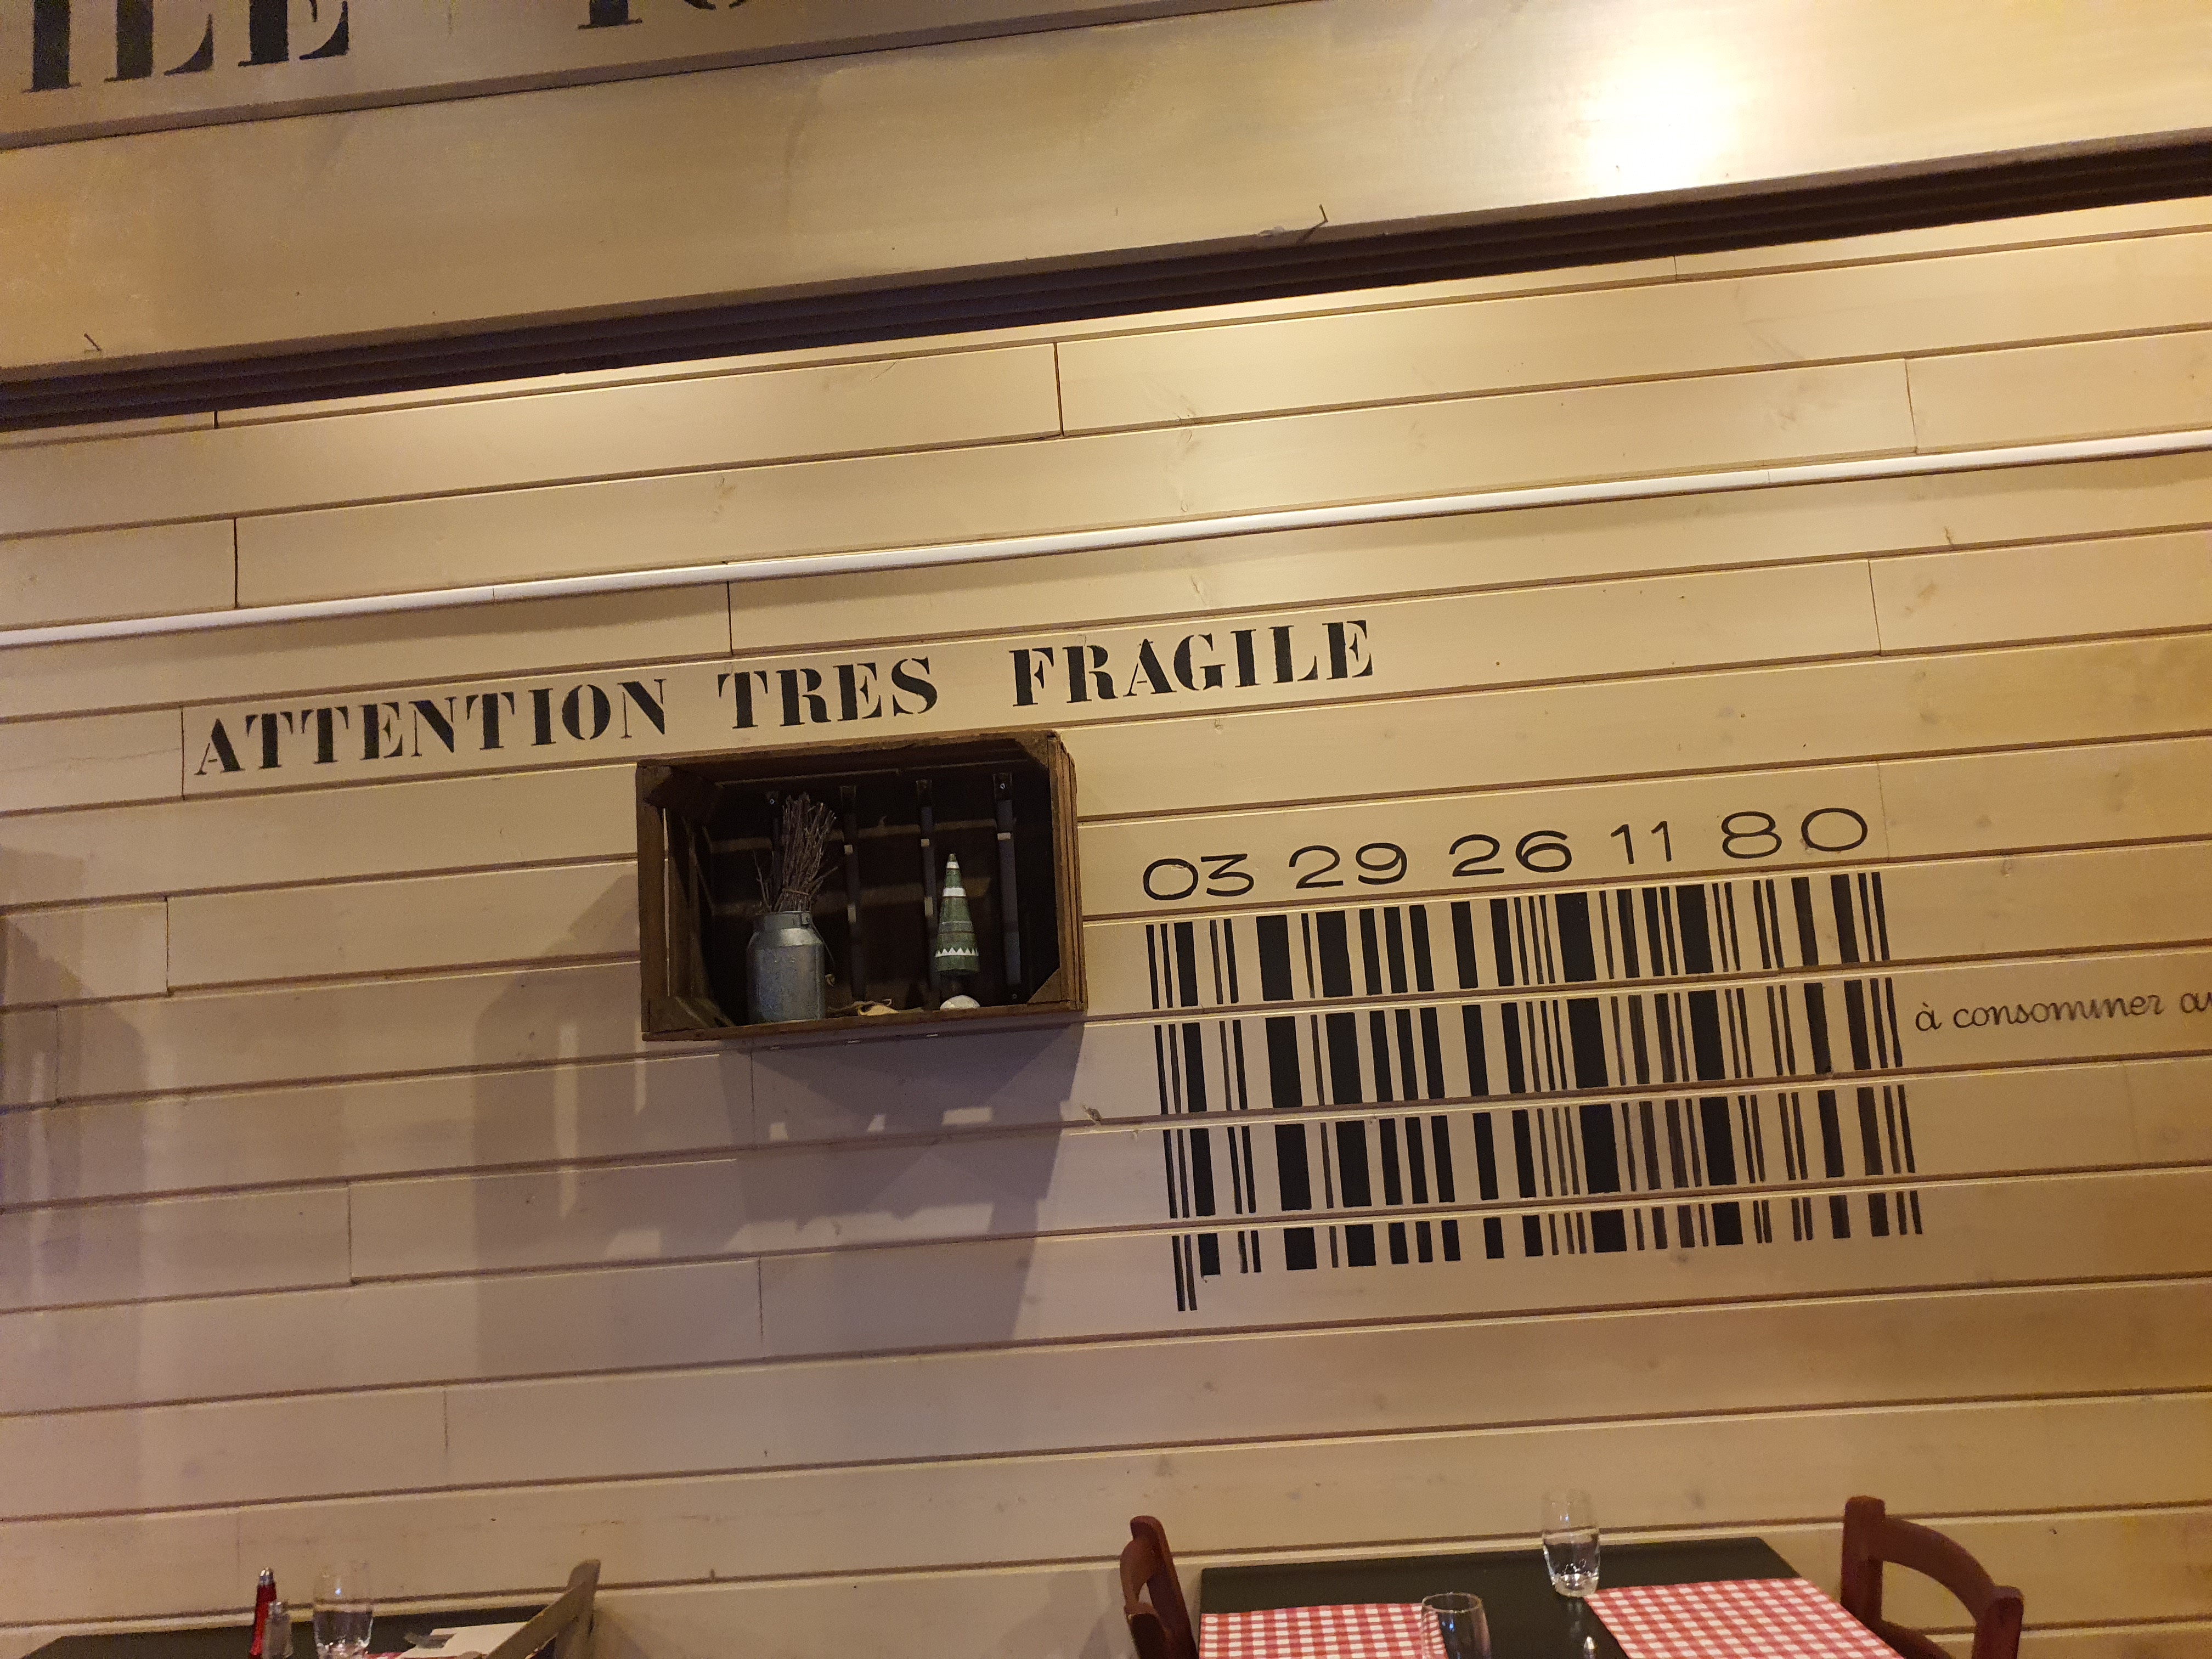 ATTENTION TRES FRAGILE
03 29 26 11 80
à consommer